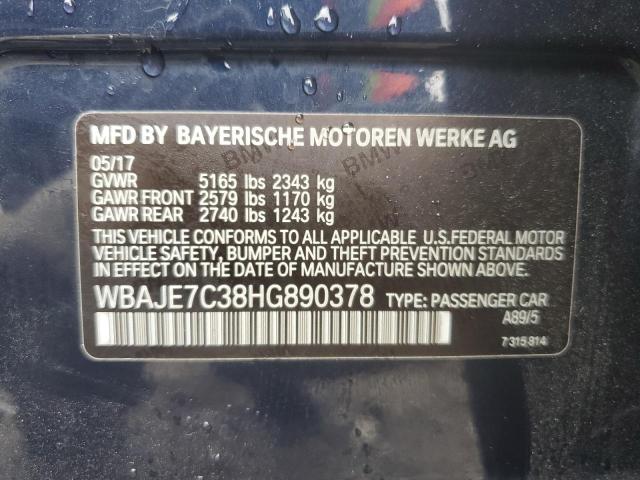 MFD BY BAYERISCHE MOTOREN WERKE AG
05/17
GVWR 5165 lbs 2343 kg
GAWR FRONT 2579 lbs 1170 kg
GAWR REAR 2740 lbs 1243 kg
THIS VEHICLE CONFORMS TO ALL APPLICABLE U.S.FEDERAL MOTOR
VEHICLE SAFETY, BUMPER AND THEFT PREVENTION STANDARDS
IN EFFECT ON THE DATE OF MANUFACTURE SHOWN ABOVE.
WBAJE7C38HG890378 TYPE: PASSENGER CAR
A89/5
7 315 814